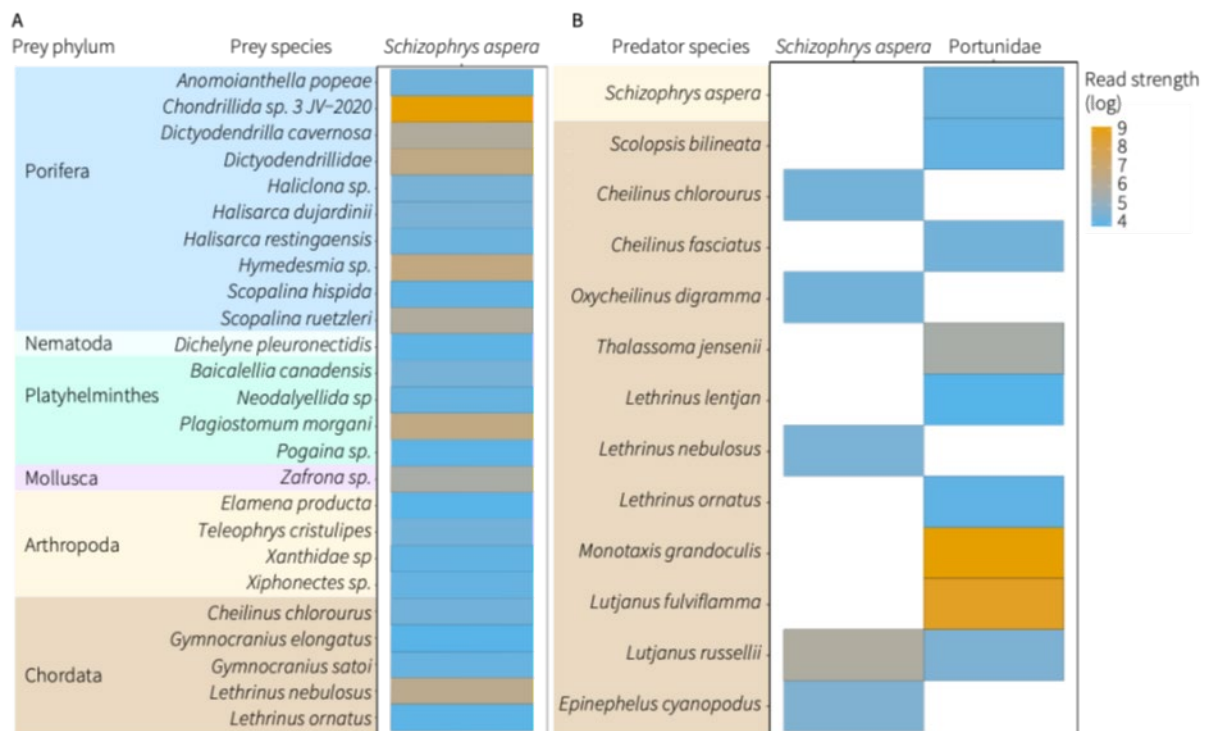 A
Prey phylum
Prey species
Schizophrys aspera
Porifera
Anomoianthella popeae
Chondrillida sp. 3 JV−2020
Dictyodendrilla cavernosa
Dictyodendrillidae
Haliclona sp.
Halisarca dujardinii
Halisarca restingaensis
Hymedesmia sp.
Scopalina hispida
Scopalina ruetzleri
Nematoda
Dichelyne pleuronectidis
Platyhelminthes
Baicalellia canadensis
Neodalyellida sp
Plagiostomum morgani
Pogaina sp.
Mollusca
Zafrona sp.
Arthropoda
Elamena producta
Teleophrys cristulipes
Xanthidae sp
Xiphonectes sp.
Chordata
Cheilinus chlorourus
Gymnocranius elongatus
Gymnocranius satoi
Lethrinus nebulosus
Lethrinus ornatus
B
Predator species
Schizophrys aspera
Portunidae
Schizophrys aspera
Scolopsis bilineata
Cheilinus chlorourus
Cheilinus fasciatus
Oxycheilinus digramma
Thalassoma jensenii
Lethrinus lentjan
Lethrinus nebulosus
Lethrinus ornatus
Monotaxis grandoculis
Lutjanus fulviflamma
Lutjanus russellii
Epinephelus cyanopodus
Read strength
(log)
9
8
7
6
5
4